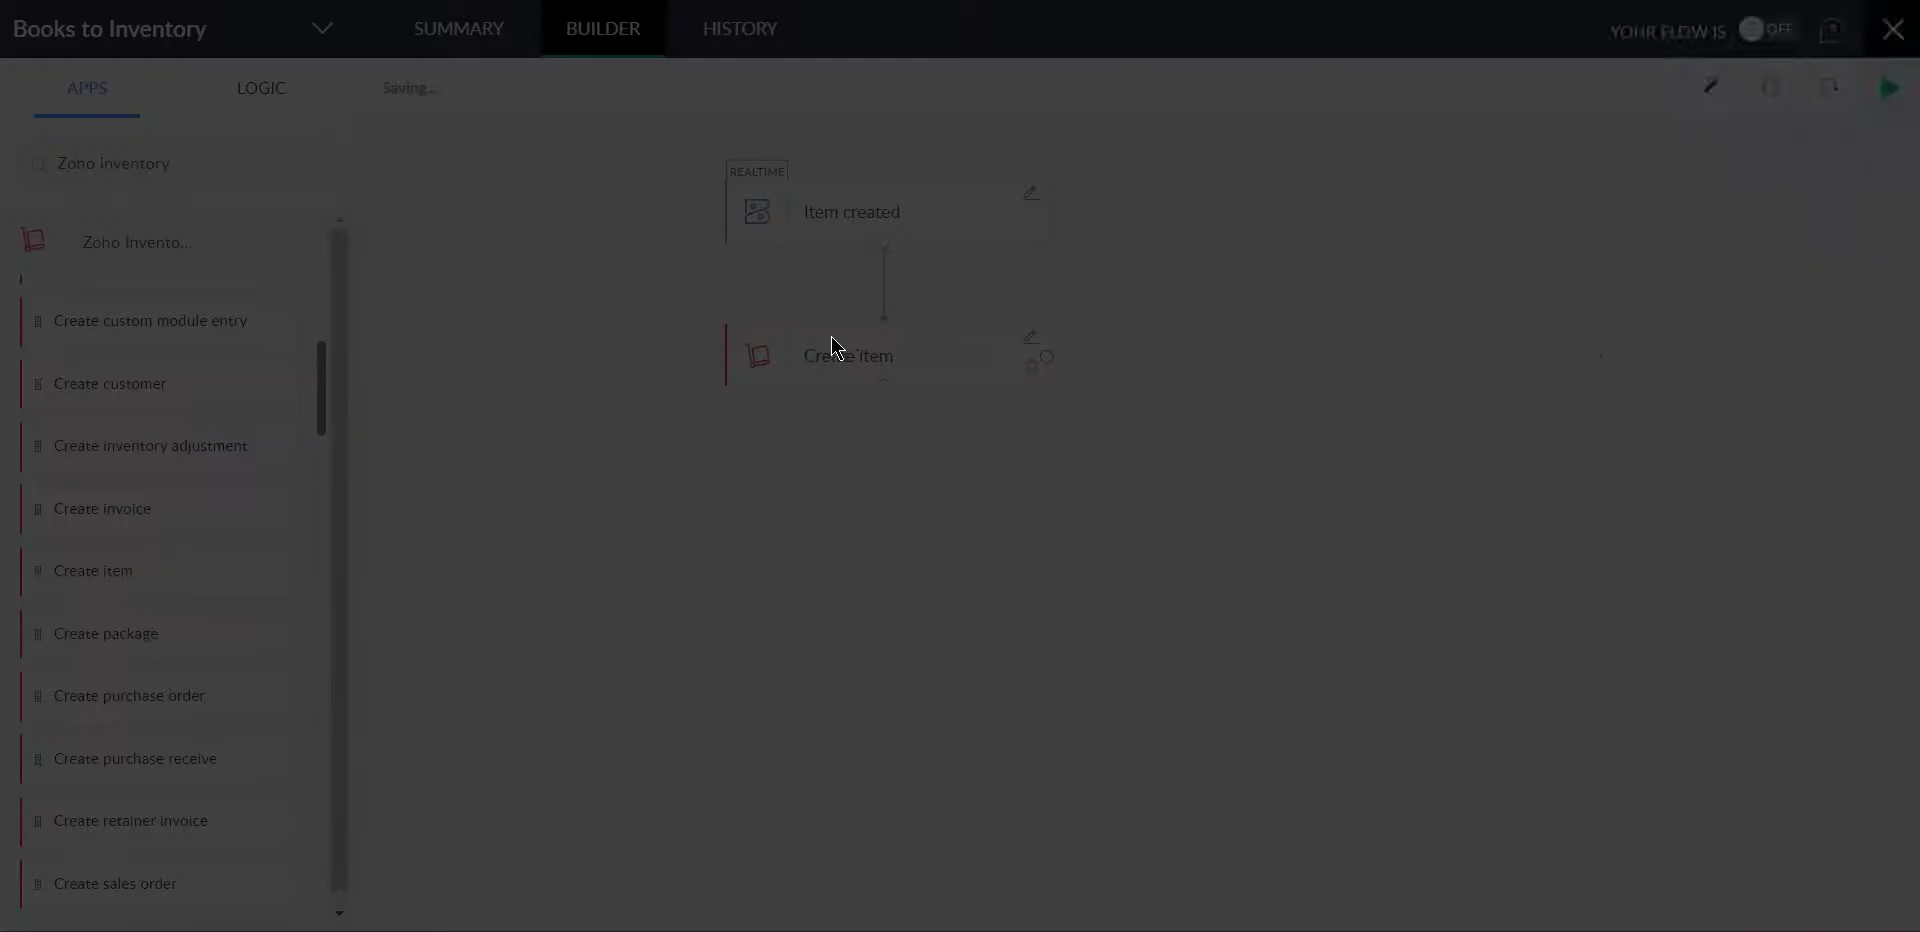 Books to Inventory
SUMMARY
BUILDER
HISTORY
YOUR FLOW IS
OFF
APPS
LOGIC
Saving...
Zoho Inventory
Zoho Invento...
Create custom module entry
Create customer
Create inventory adjustment
Create invoice
Create item
Create package
Create purchase order
Create purchase receive
Create retainer invoice
Create sales order
REALTIME
Item created
Create item